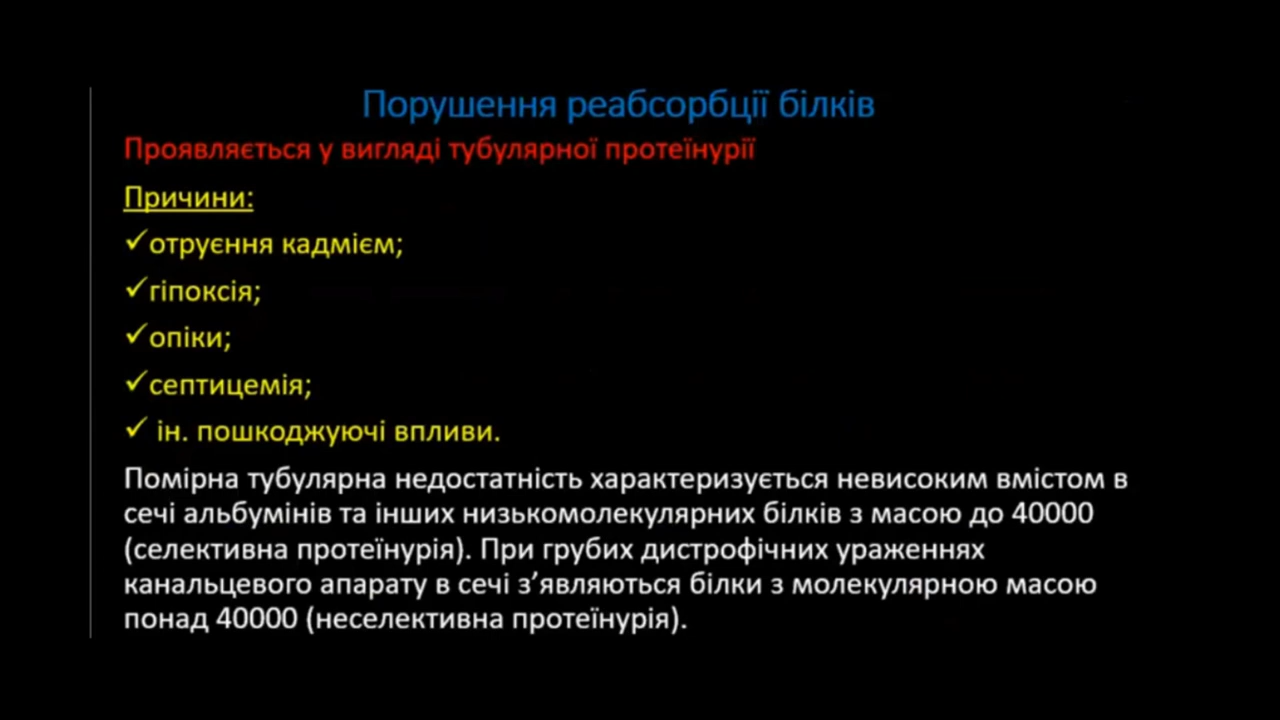 Порушення реабсорбції білків
Проявляється у вигляді тубулярної протеїнурії
Причини:
✓отруєння кадмієм;
✓гіпоксія;
✓опіки;
✓септицемія;
✓ ін. пошкоджуючі впливи.
Помірна тубулярна недостатність характеризується невисоким вмістом в
сечі альбумінів та інших низькомолекулярних білків з масою до 40000
(селективна протеїнурія). При грубих дистрофічних ураженнях
канальцевого апарату в сечі з’являються білки з молекулярною масою
понад 40000 (неселективна протеїнурія).